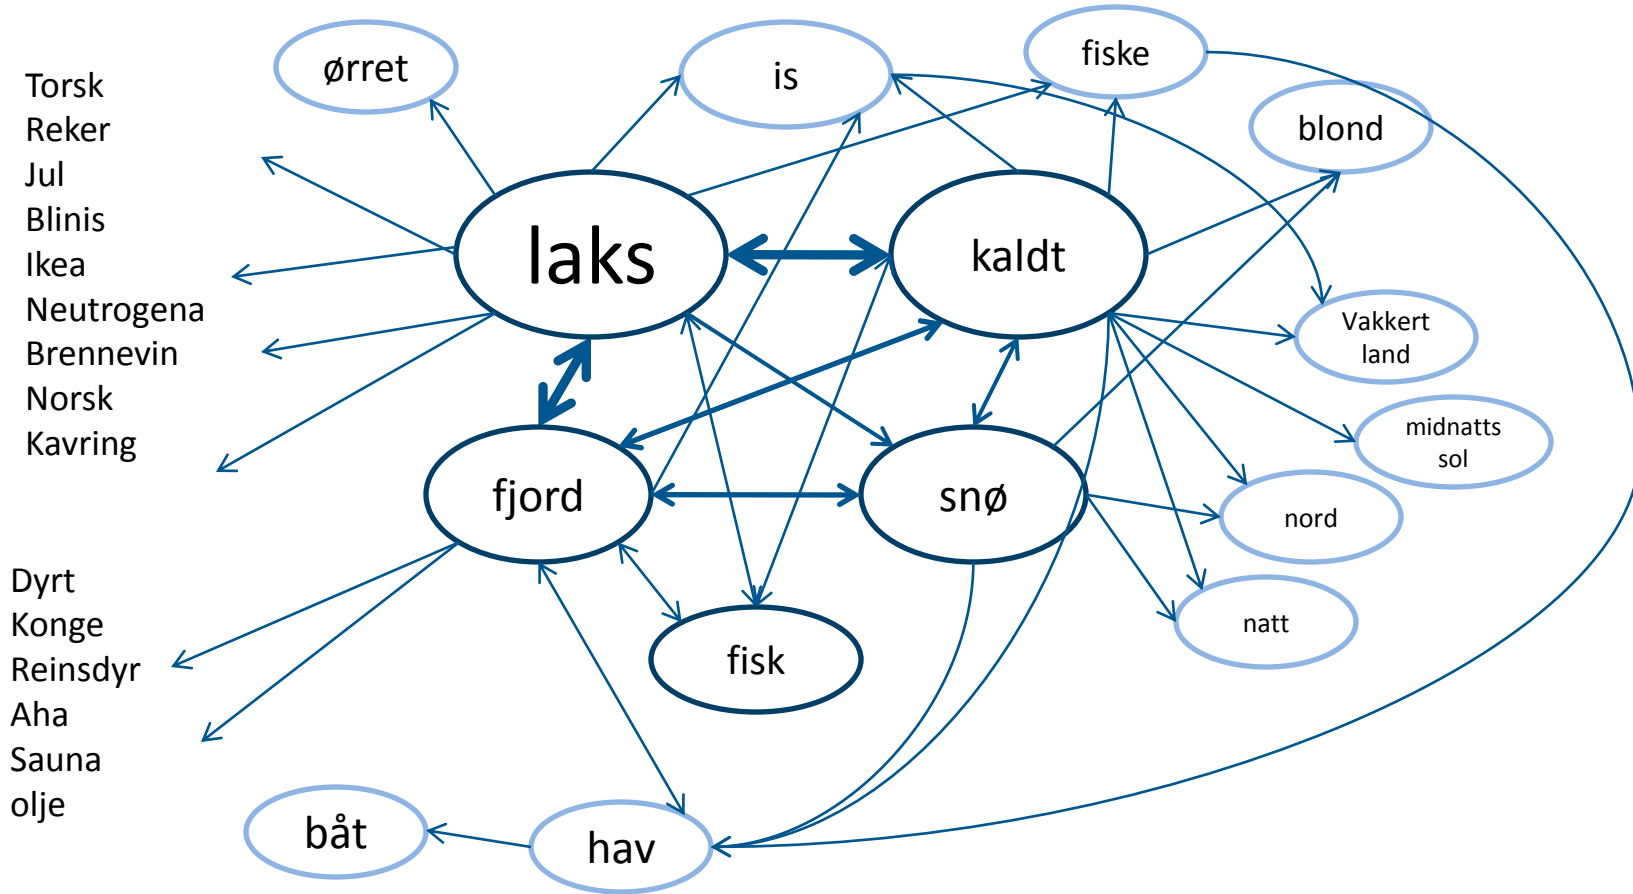 ørret
is
fiske
blond
Torsk
Reker
Jul
Blinis
Ikea
Neutrogena
Brennevin
Norsk
Kavring
laks
kaldt
Vakkert
land
midnatts
sol
fjord
snø
nord
natt
fisk
Dyrt
Konge
Reinsdyr
Aha
Sauna
olje
båt
hav